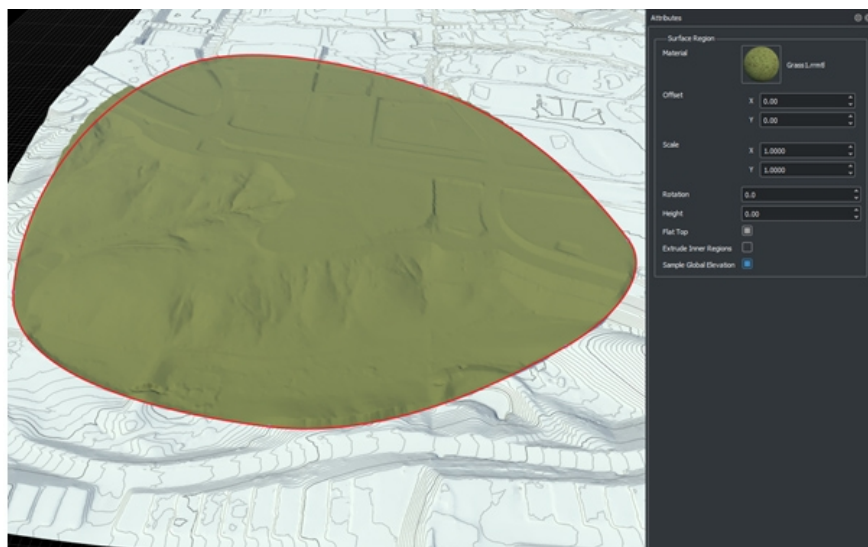 Attributes
Surface Region
Material
Grass1.rrmtl
Offset
X 0.00
Y 0.00
Scale
X 1.0000
Y 1.0000
Rotation 0.0
Height 0.00
Flat Top
Extrude Inner Regions
Sample Global Elevation